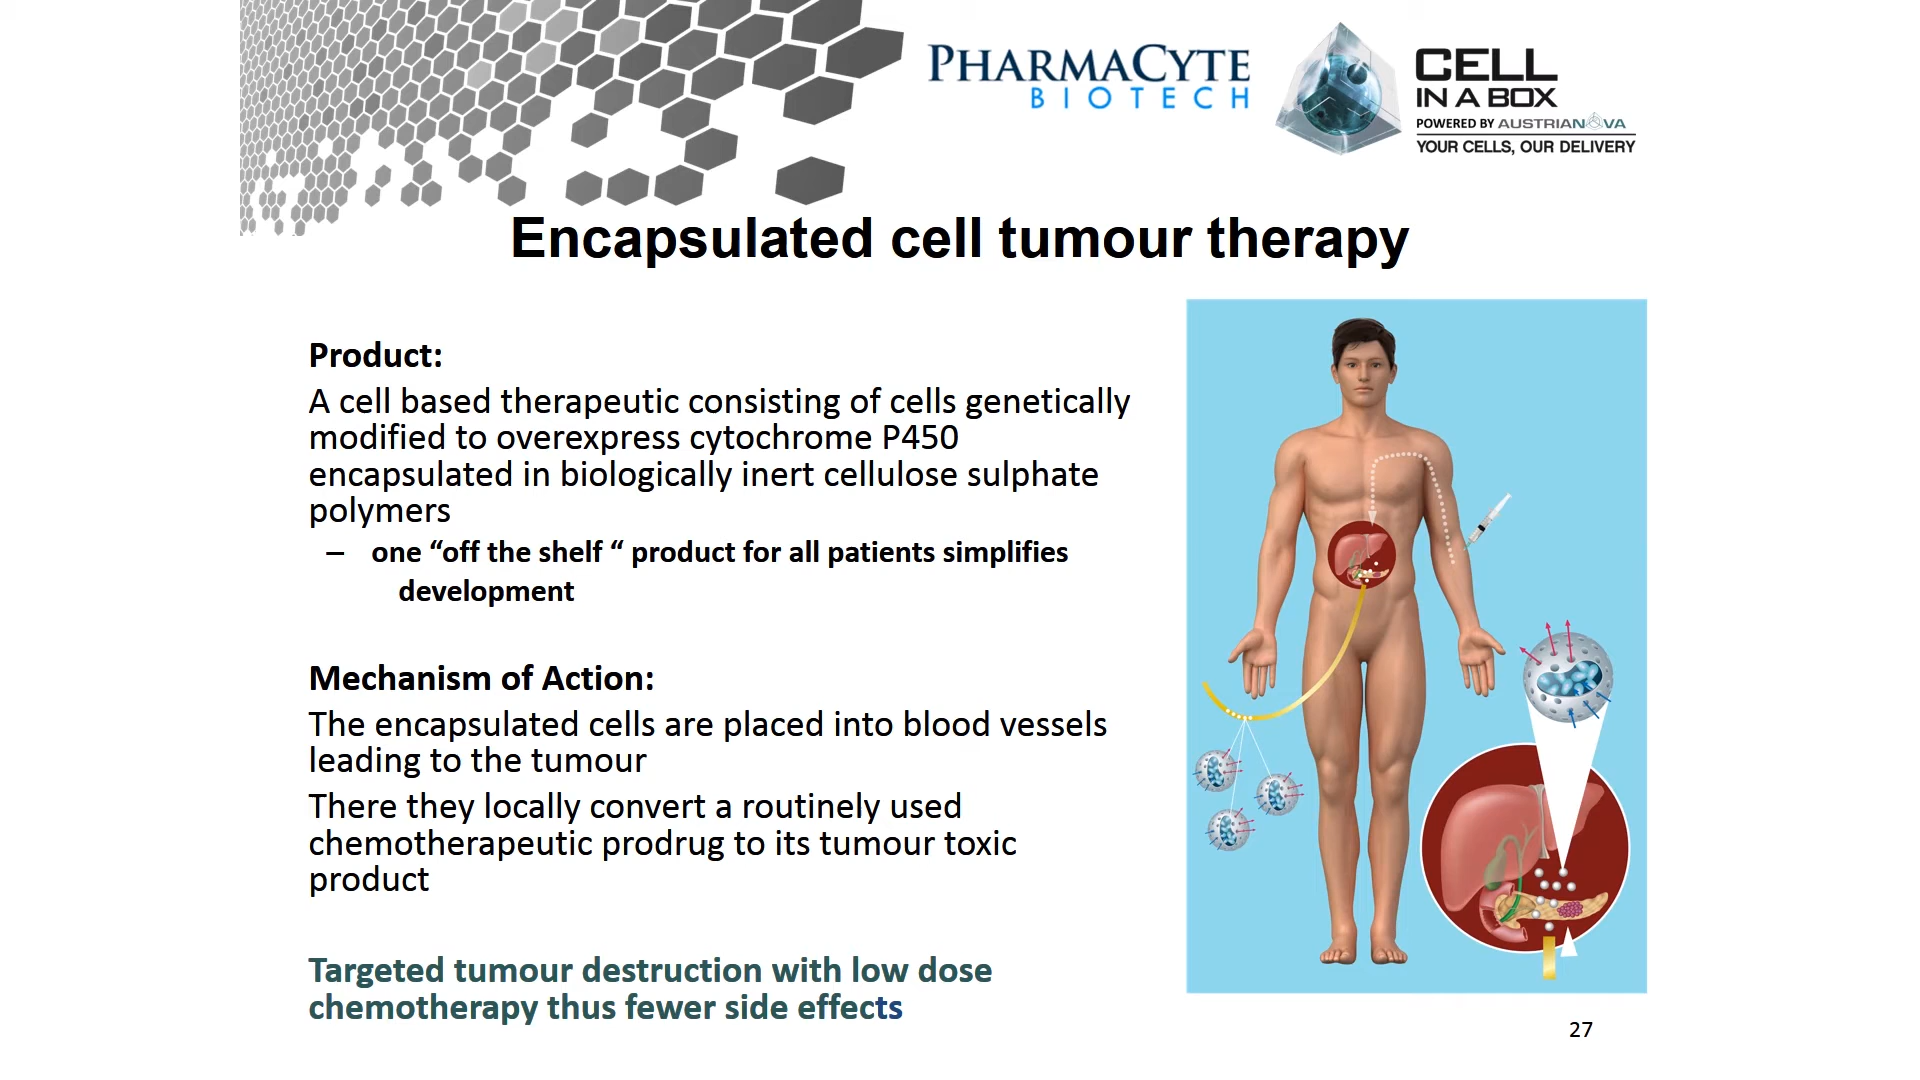 PHARMACYTE
BIOTECH
CELL
IN A BOX
POWERED BY AUSTRIANOVA
YOUR CELLS, OUR DELIVERY
Encapsulated cell tumour therapy
Product:
A cell based therapeutic consisting of cells genetically
modified to overexpress cytochrome P450
encapsulated in biologically inert cellulose sulphate
polymers
– one “off the shelf “ product for all patients simplifies
development
Mechanism of Action:
The encapsulated cells are placed into blood vessels
leading to the tumour
There they locally convert a routinely used
chemotherapeutic prodrug to its tumour toxic
product
Targeted tumour destruction with low dose
chemotherapy thus fewer side effects
27